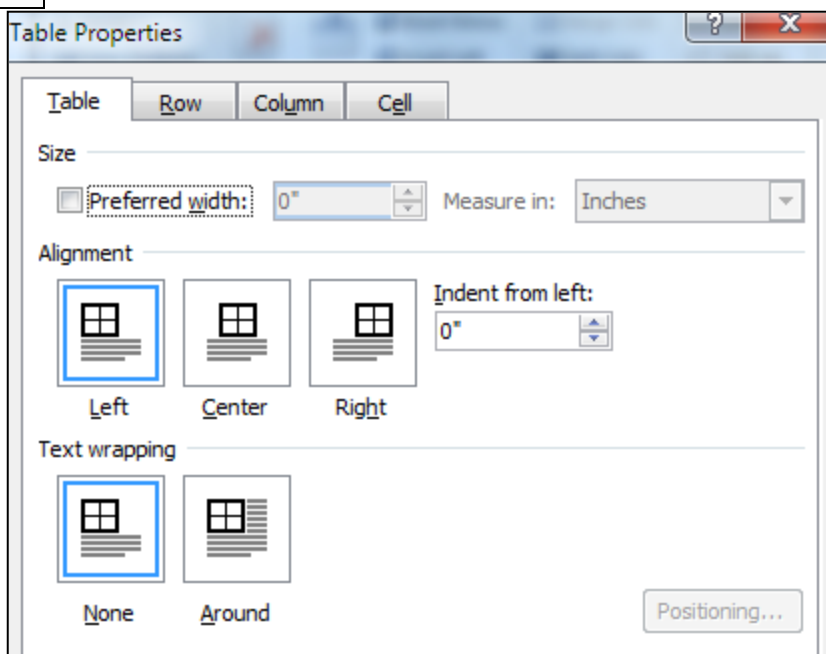 Table Properties
?
X
Table Row Column Cell
Size
Preferred width: 0" Measure in: Inches
Alignment
Indent from left:
0"
Left Center Right
Text wrapping
None Around
Positioning...